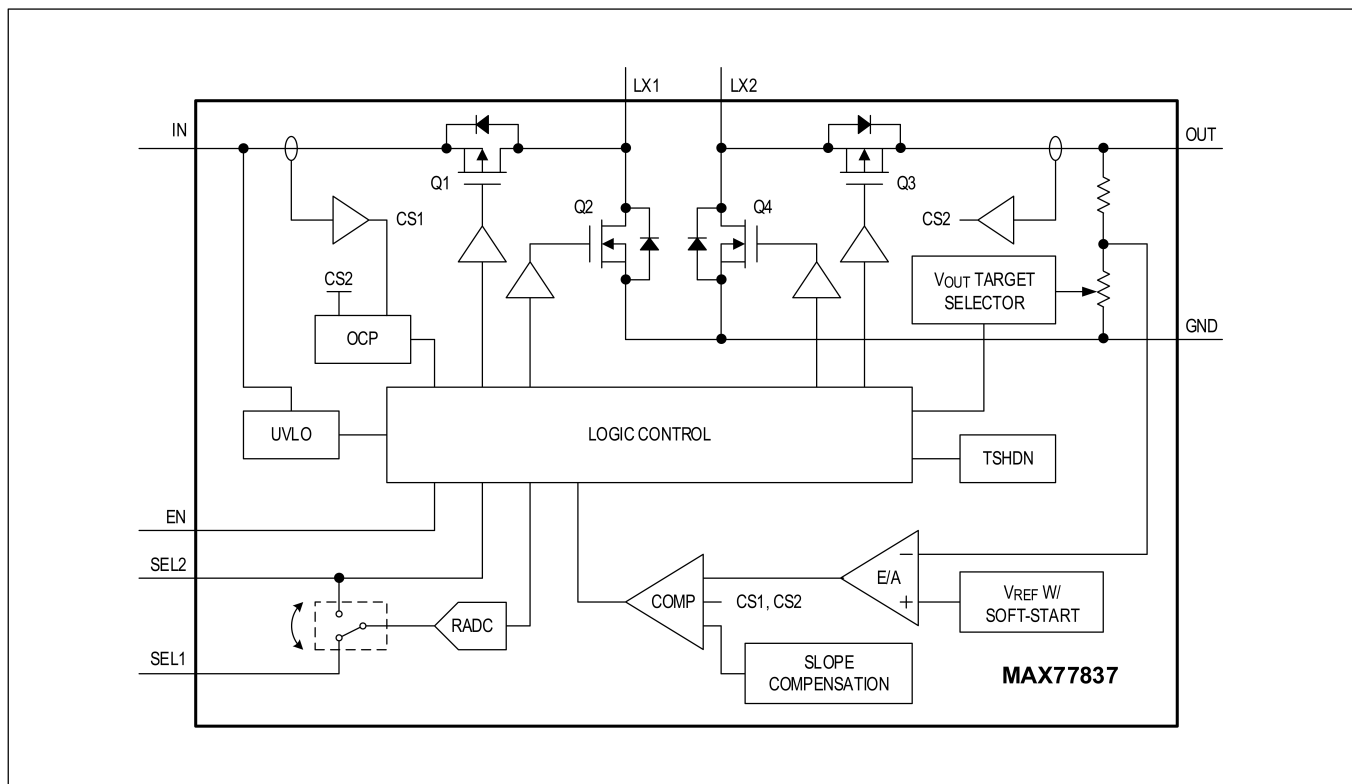 LX1
LX2
IN
OUT
Q1
Q3
Q2
Q4
CS1
CS2
CS2
VOUT TARGET
SELECTOR
OCP
GND
UVLO
LOGIC CONTROL
TSHDN
EN
SEL2
E/A
−
+
VREF W/
SOFT-START
COMP
CS1, CS2
RADC
SEL1
SLOPE
COMPENSATION
MAX77837